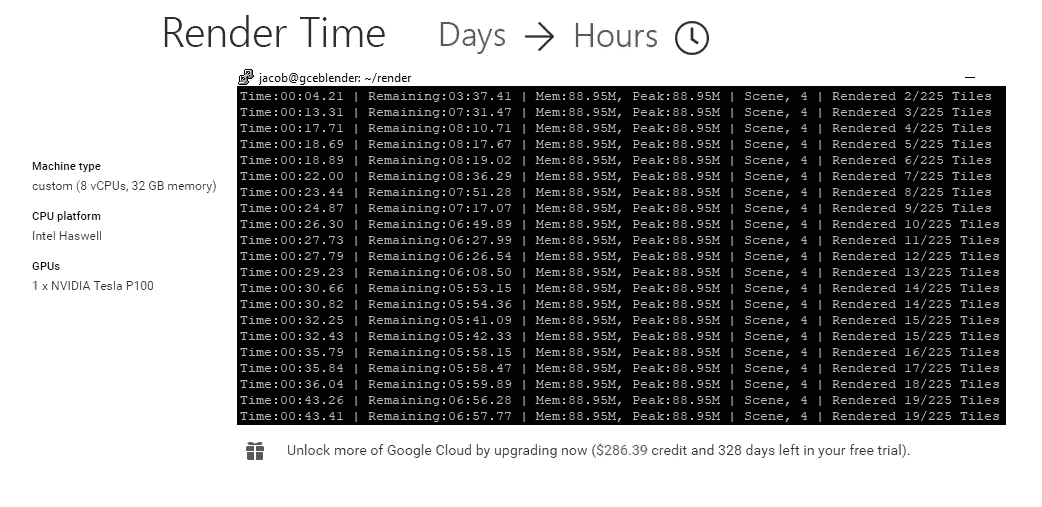 Render Time Days → Hours
jacob@gceblender: ~/render
Time:00:04.21 | Remaining:03:37.41 | Mem:88.95M, Peak:88.95M | Scene, 4 | Rendered 2/225 Tiles
Time:00:13.31 | Remaining:07:31.47 | Mem:88.95M, Peak:88.95M | Scene, 4 | Rendered 3/225 Tiles
Time:00:17.71 | Remaining:08:10.71 | Mem:88.95M, Peak:88.95M | Scene, 4 | Rendered 4/225 Tiles
Time:00:18.69 | Remaining:08:17.67 | Mem:88.95M, Peak:88.95M | Scene, 4 | Rendered 5/225 Tiles
Time:00:18.89 | Remaining:08:19.02 | Mem:88.95M, Peak:88.95M | Scene, 4 | Rendered 6/225 Tiles
Time:00:22.00 | Remaining:08:36.29 | Mem:88.95M, Peak:88.95M | Scene, 4 | Rendered 7/225 Tiles
Time:00:23.44 | Remaining:07:51.28 | Mem:88.95M, Peak:88.95M | Scene, 4 | Rendered 8/225 Tiles
Time:00:24.87 | Remaining:07:17.07 | Mem:88.95M, Peak:88.95M | Scene, 4 | Rendered 9/225 Tiles
Time:00:26.30 | Remaining:06:49.89 | Mem:88.95M, Peak:88.95M | Scene, 4 | Rendered 10/225 Tiles
Time:00:27.73 | Remaining:06:27.99 | Mem:88.95M, Peak:88.95M | Scene, 4 | Rendered 11/225 Tiles
Time:00:27.79 | Remaining:06:26.54 | Mem:88.95M, Peak:88.95M | Scene, 4 | Rendered 12/225 Tiles
Time:00:29.23 | Remaining:06:08.50 | Mem:88.95M, Peak:88.95M | Scene, 4 | Rendered 13/225 Tiles
Time:00:30.66 | Remaining:05:53.15 | Mem:88.95M, Peak:88.95M | Scene, 4 | Rendered 14/225 Tiles
Time:00:30.82 | Remaining:05:54.36 | Mem:88.95M, Peak:88.95M | Scene, 4 | Rendered 14/225 Tiles
Time:00:32.25 | Remaining:05:41.09 | Mem:88.95M, Peak:88.95M | Scene, 4 | Rendered 15/225 Tiles
Time:00:32.43 | Remaining:05:42.33 | Mem:88.95M, Peak:88.95M | Scene, 4 | Rendered 15/225 Tiles
Time:00:35.79 | Remaining:05:58.15 | Mem:88.95M, Peak:88.95M | Scene, 4 | Rendered 16/225 Tiles
Time:00:35.84 | Remaining:05:58.47 | Mem:88.95M, Peak:88.95M | Scene, 4 | Rendered 17/225 Tiles
Time:00:36.04 | Remaining:05:59.89 | Mem:88.95M, Peak:88.95M | Scene, 4 | Rendered 18/225 Tiles
Time:00:43.26 | Remaining:06:56.28 | Mem:88.95M, Peak:88.95M | Scene, 4 | Rendered 19/225 Tiles
Time:00:43.41 | Remaining:06:57.77 | Mem:88.95M, Peak:88.95M | Scene, 4 | Rendered 19/225 Tiles
Machine type
custom (8 vCPUs, 32 GB memory)
CPU platform
Intel Haswell
GPUs
1 x NVIDIA Tesla P100
Unlock more of Google Cloud by upgrading now ($286.39 credit and 328 days left in your free trial).